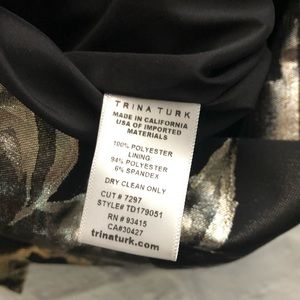 TRINA TURK
MADE IN CALIFORNIA
USA OF IMPORTED
MATERIALS
100% POLYESTER
LINING
94% POLYESTER
6% SPANDEX
DRY CLEAN ONLY
CUT # 7297
STYLE# TD179051
RN # 93415
CA#30427
trinaturk.com